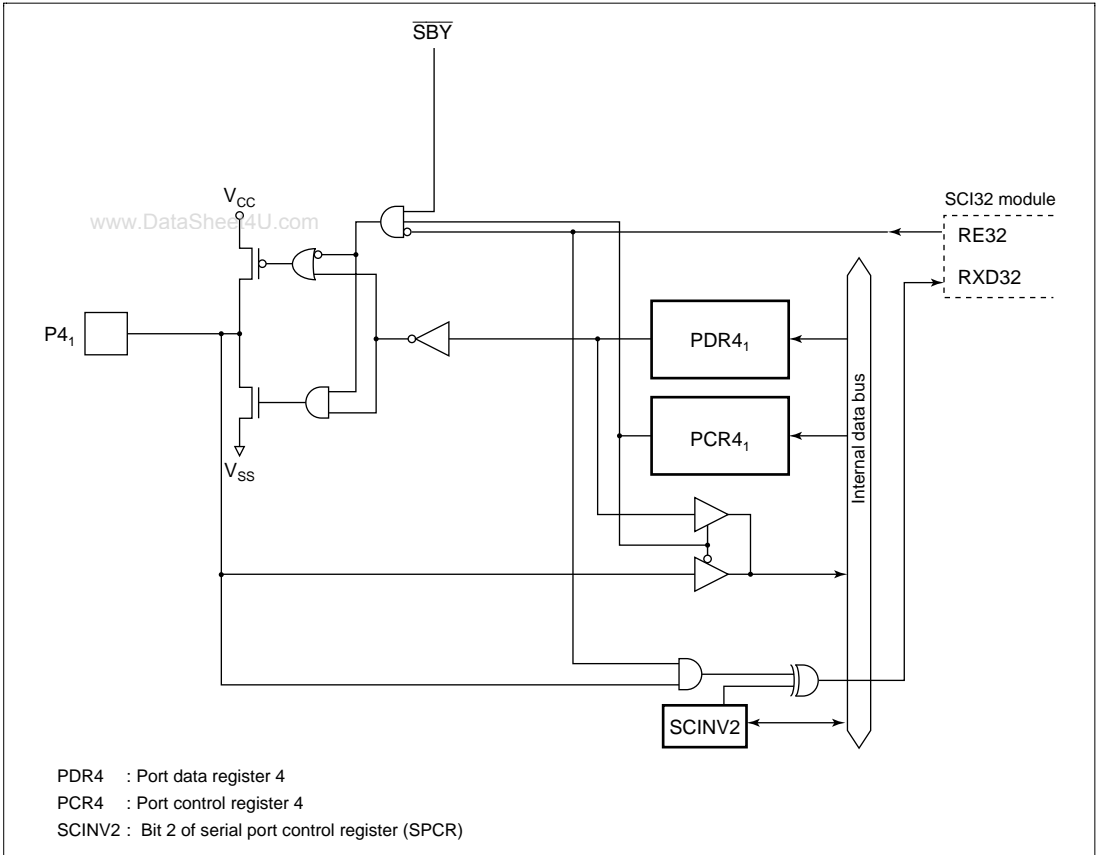 SBY
VCC
www.DataSheet4U.com
SCI32 module
RE32
RXD32
P41
PDR41
PCR41
Internal data bus
VSS
SCINV2
PDR4 : Port data register 4
PCR4 : Port control register 4
SCINV2 : Bit 2 of serial port control register (SPCR)